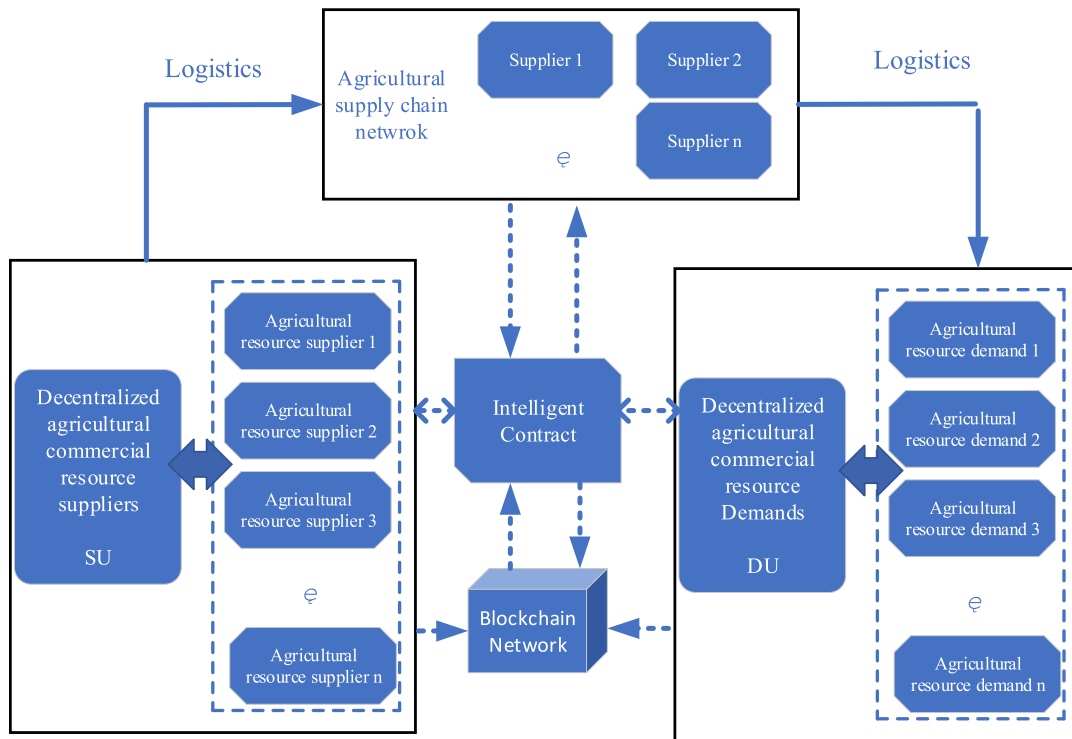 Logistics
Agricultural
supply chain
netwrok
Supplier 1
Supplier 2
Supplier n
ę
Logistics
Decentralized
agricultural
commercial
resource
suppliers
SU
Agricultural
resource supplier 1
Agricultural
resource supplier 2
Agricultural
resource supplier 3
ę
Agricultural
resource supplier n
Intelligent
Contract
Blockchain
Network
Decentralized
agricultural
commercial
resource
Demands
DU
Agricultural
resource demand 1
Agricultural
resource demand 2
Agricultural
resource demand 3
ę
Agricultural
resource demand n